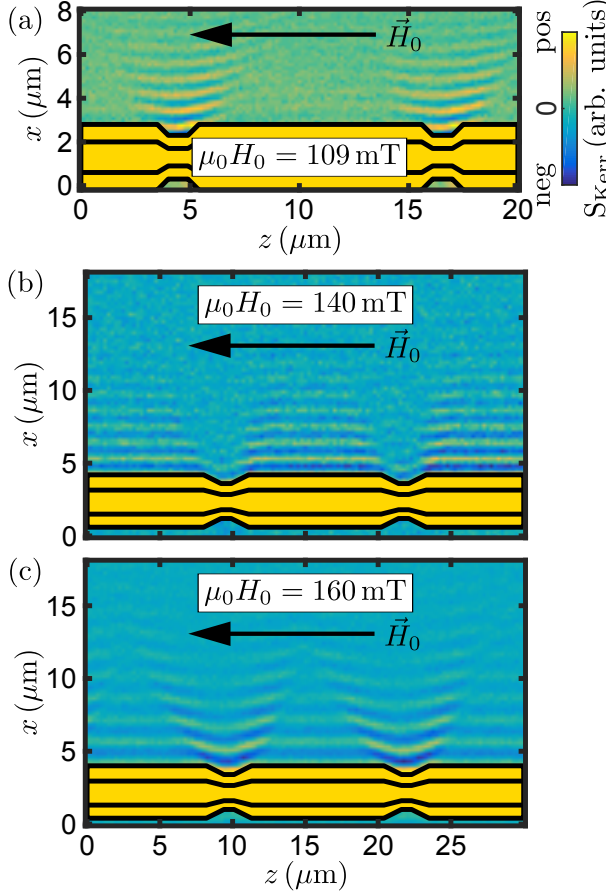 (a)
8
6
4
2
0
x (μm)
H⃗₀
μ₀H₀ = 109 mT
0 5 10 15 20
z (μm)
neg 0 pos
S_Kerr (arb. units)
(b)
μ₀H₀ = 140 mT
H⃗₀
15
10
5
0
x (μm)
(c)
μ₀H₀ = 160 mT
H⃗₀
15
10
5
0
x (μm)
0 5 10 15 20 25
z (μm)